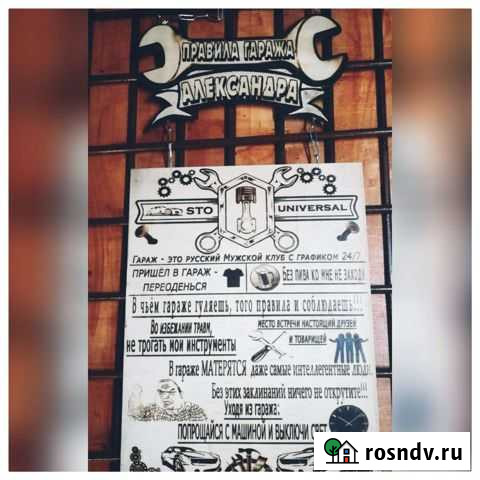 ПРАВИЛА ГАРАЖА
АЛЕКСАНДРА
STO UNIVERSAL
Гараж - это русский Мужской клуб с графиком 24/7
ПРИШЁЛ В ГАРАЖ -
ПЕРЕОДЕНЬСЯ
Без пива ко мне не заходи
В чьём гараже гуляешь, того правила и соблюдаешь!!!
Во избежании травм,
не трогать мои инструменты
место встречи настоящий друзей
и товарищей
В гараже МАТЕРЯТСЯ даже самые интеллегентные люди.
Без этих заклинаний ничего не открутите!!!
Уходя из гаража:
ПОПРОЩАЙСЯ С МАШИНОЙ И ВЫКЛЮЧИ СВЕТ
rosndv.ru